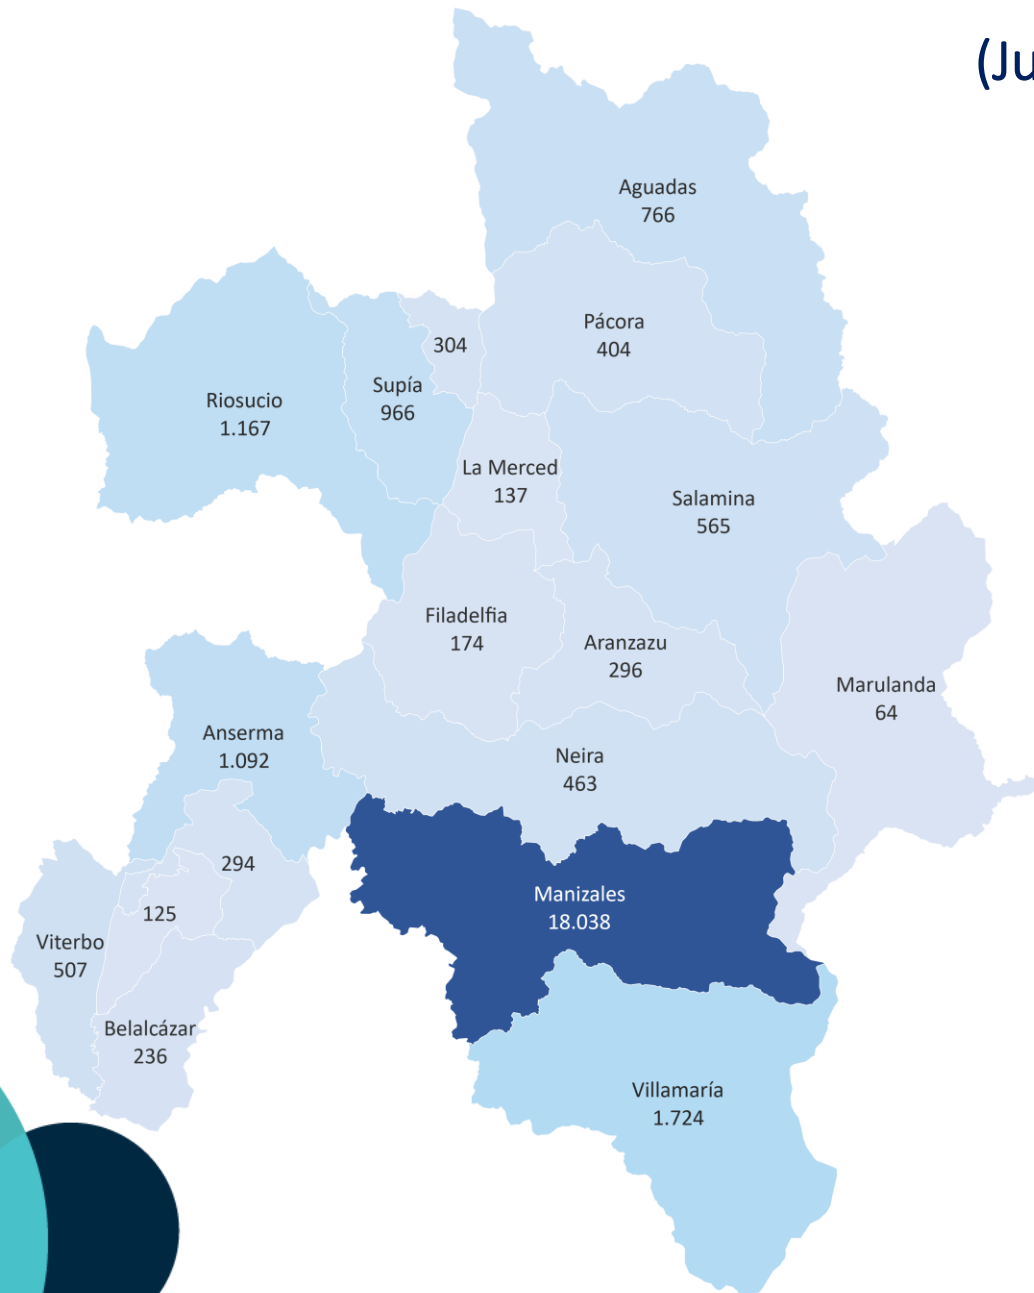 (Ju
Aguadas
766
Pácora
404
304
Supía
966
Riosucio
1.167
La Merced
137
Salamina
565
Filadelfia
174
Aranzazu
296
Marulanda
64
Anserma
1.092
Neira
463
294
125
Manizales
18.038
Viterbo
507
Belalcázar
236
Villamaría
1.724